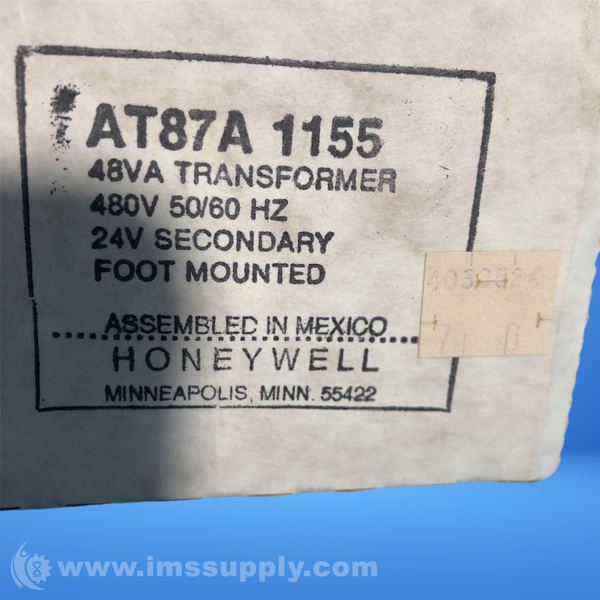 AT87A 1155
48VA TRANSFORMER
480V 50/60 HZ
24V SECONDARY
FOOT MOUNTED
ASSEMBLED IN MEXICO
HONEYWELL
MINNEAPOLIS, MINN. 55422
www.imssupply.com